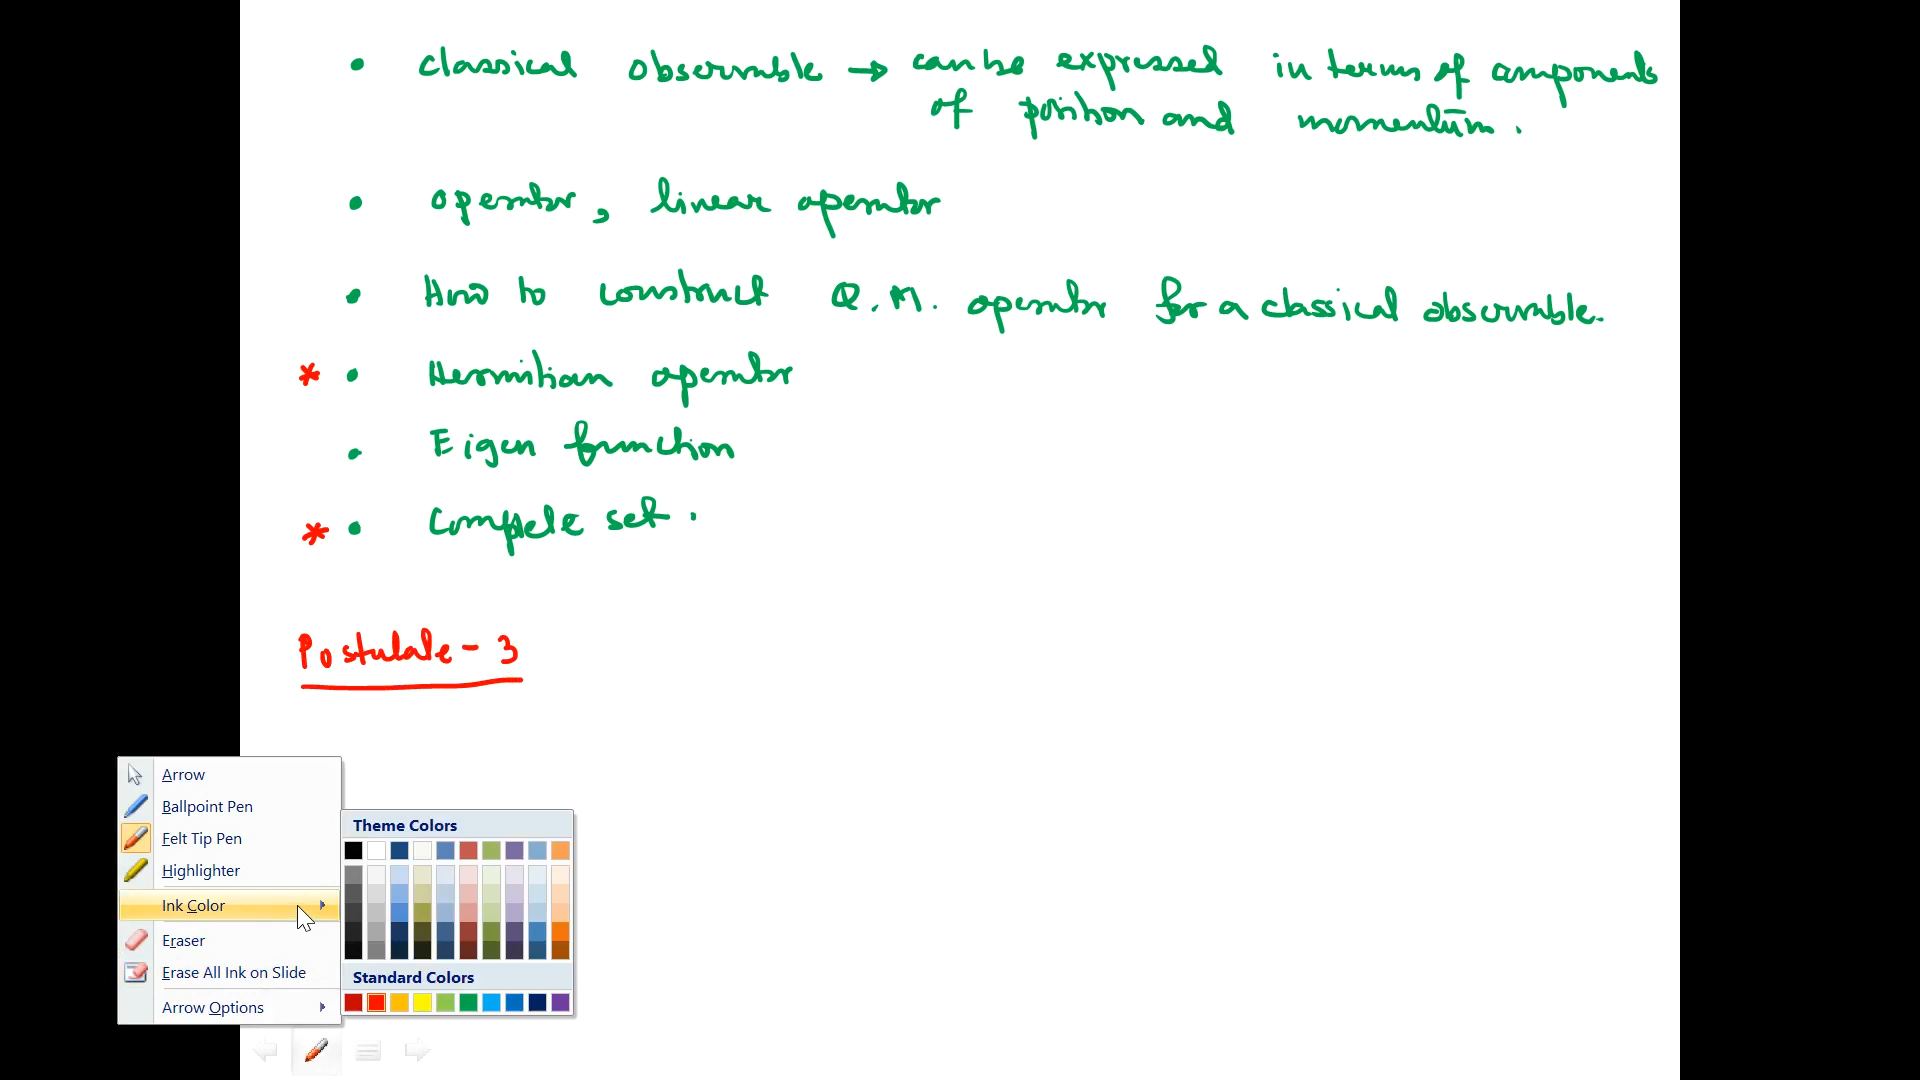 • classical observable → can be expressed in terms of components
of position and momentum.
• operator, linear operator
• How to construct Q.M. operator for a classical observable.
* • Hermitian operator
• Eigen function
* • Complete set.
Postulate - 3
Arrow
Ballpoint Pen
Felt Tip Pen
Highlighter
Ink Color
Eraser
Erase All Ink on Slide
Arrow Options
Theme Colors
Standard Colors